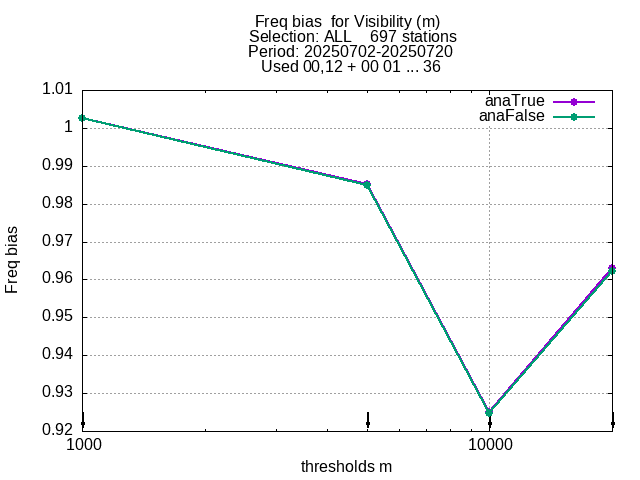 Freq bias  for Visibility (m)
Selection: ALL    697 stations
Period: 20250702-20250720
Used 00,12 + 00 01 ... 36
anaTrue
anaFalse
1.01
1
0.99
0.98
0.97
0.96
0.95
0.94
0.93
0.92
Freq bias
1000
10000
thresholds m